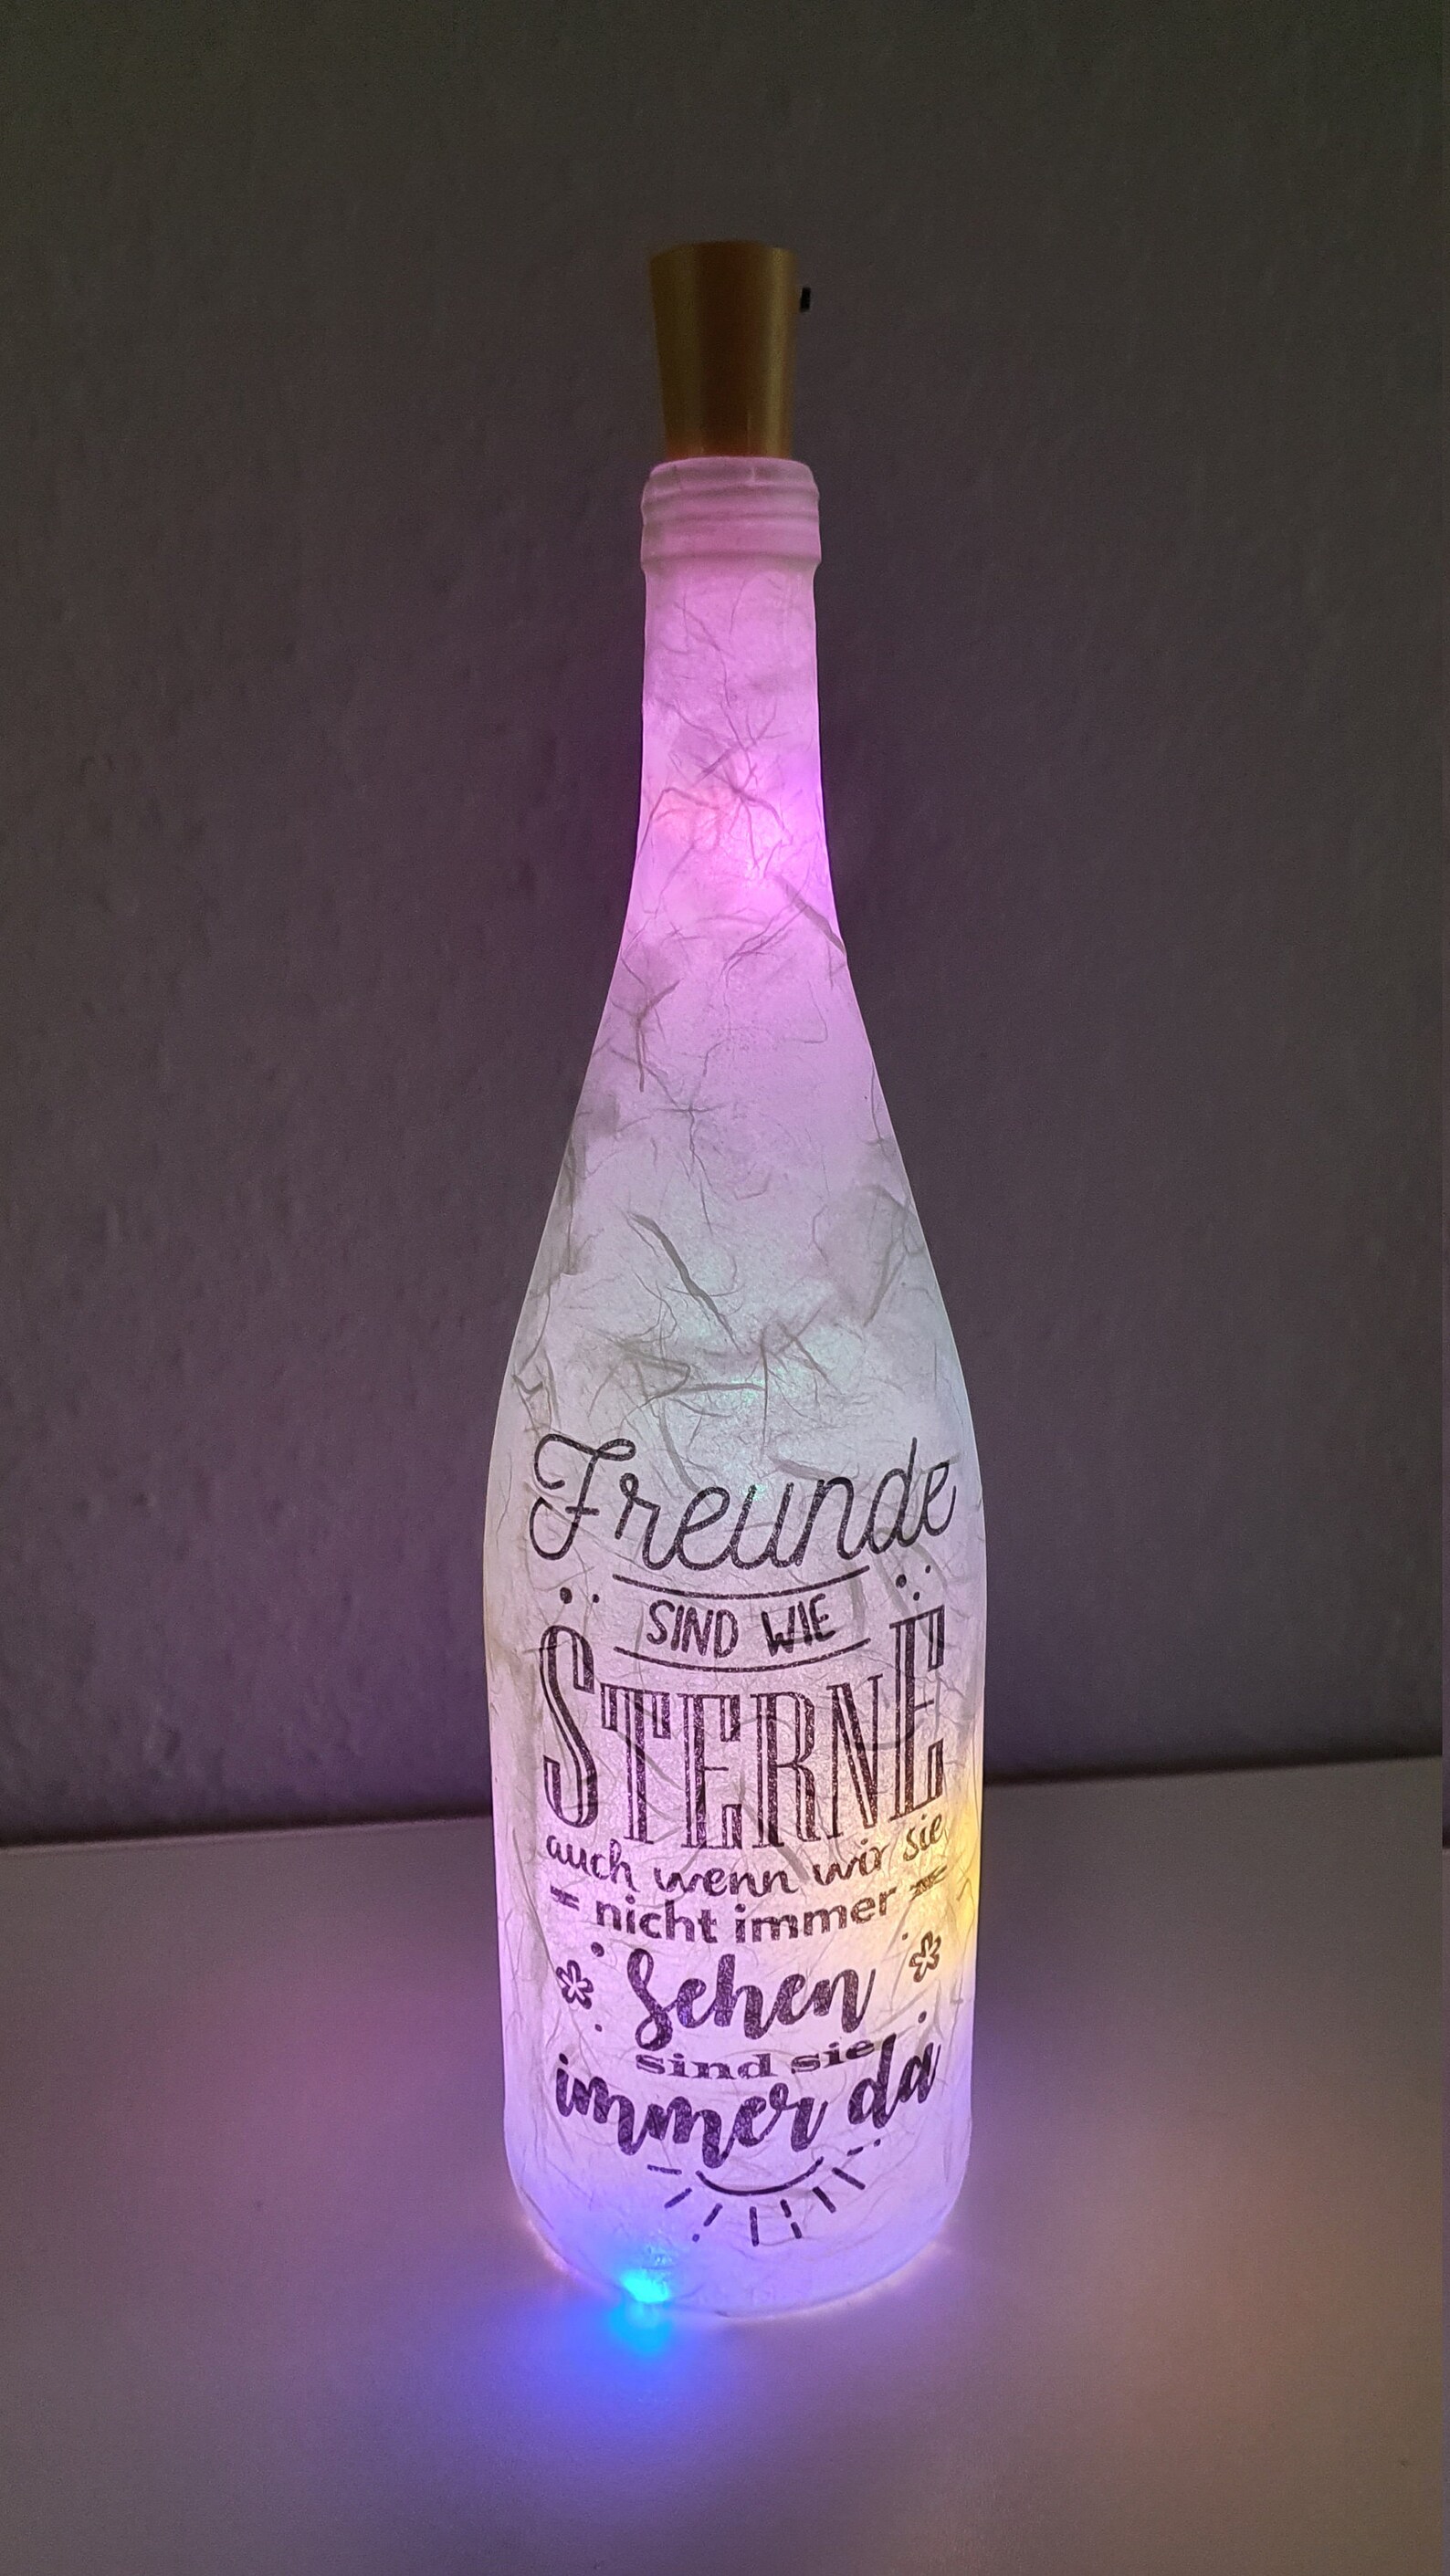 Freunde
SIND WIE
STERNE
auch wenn wir sie
nicht immer
Sehen
sind sie
immer da